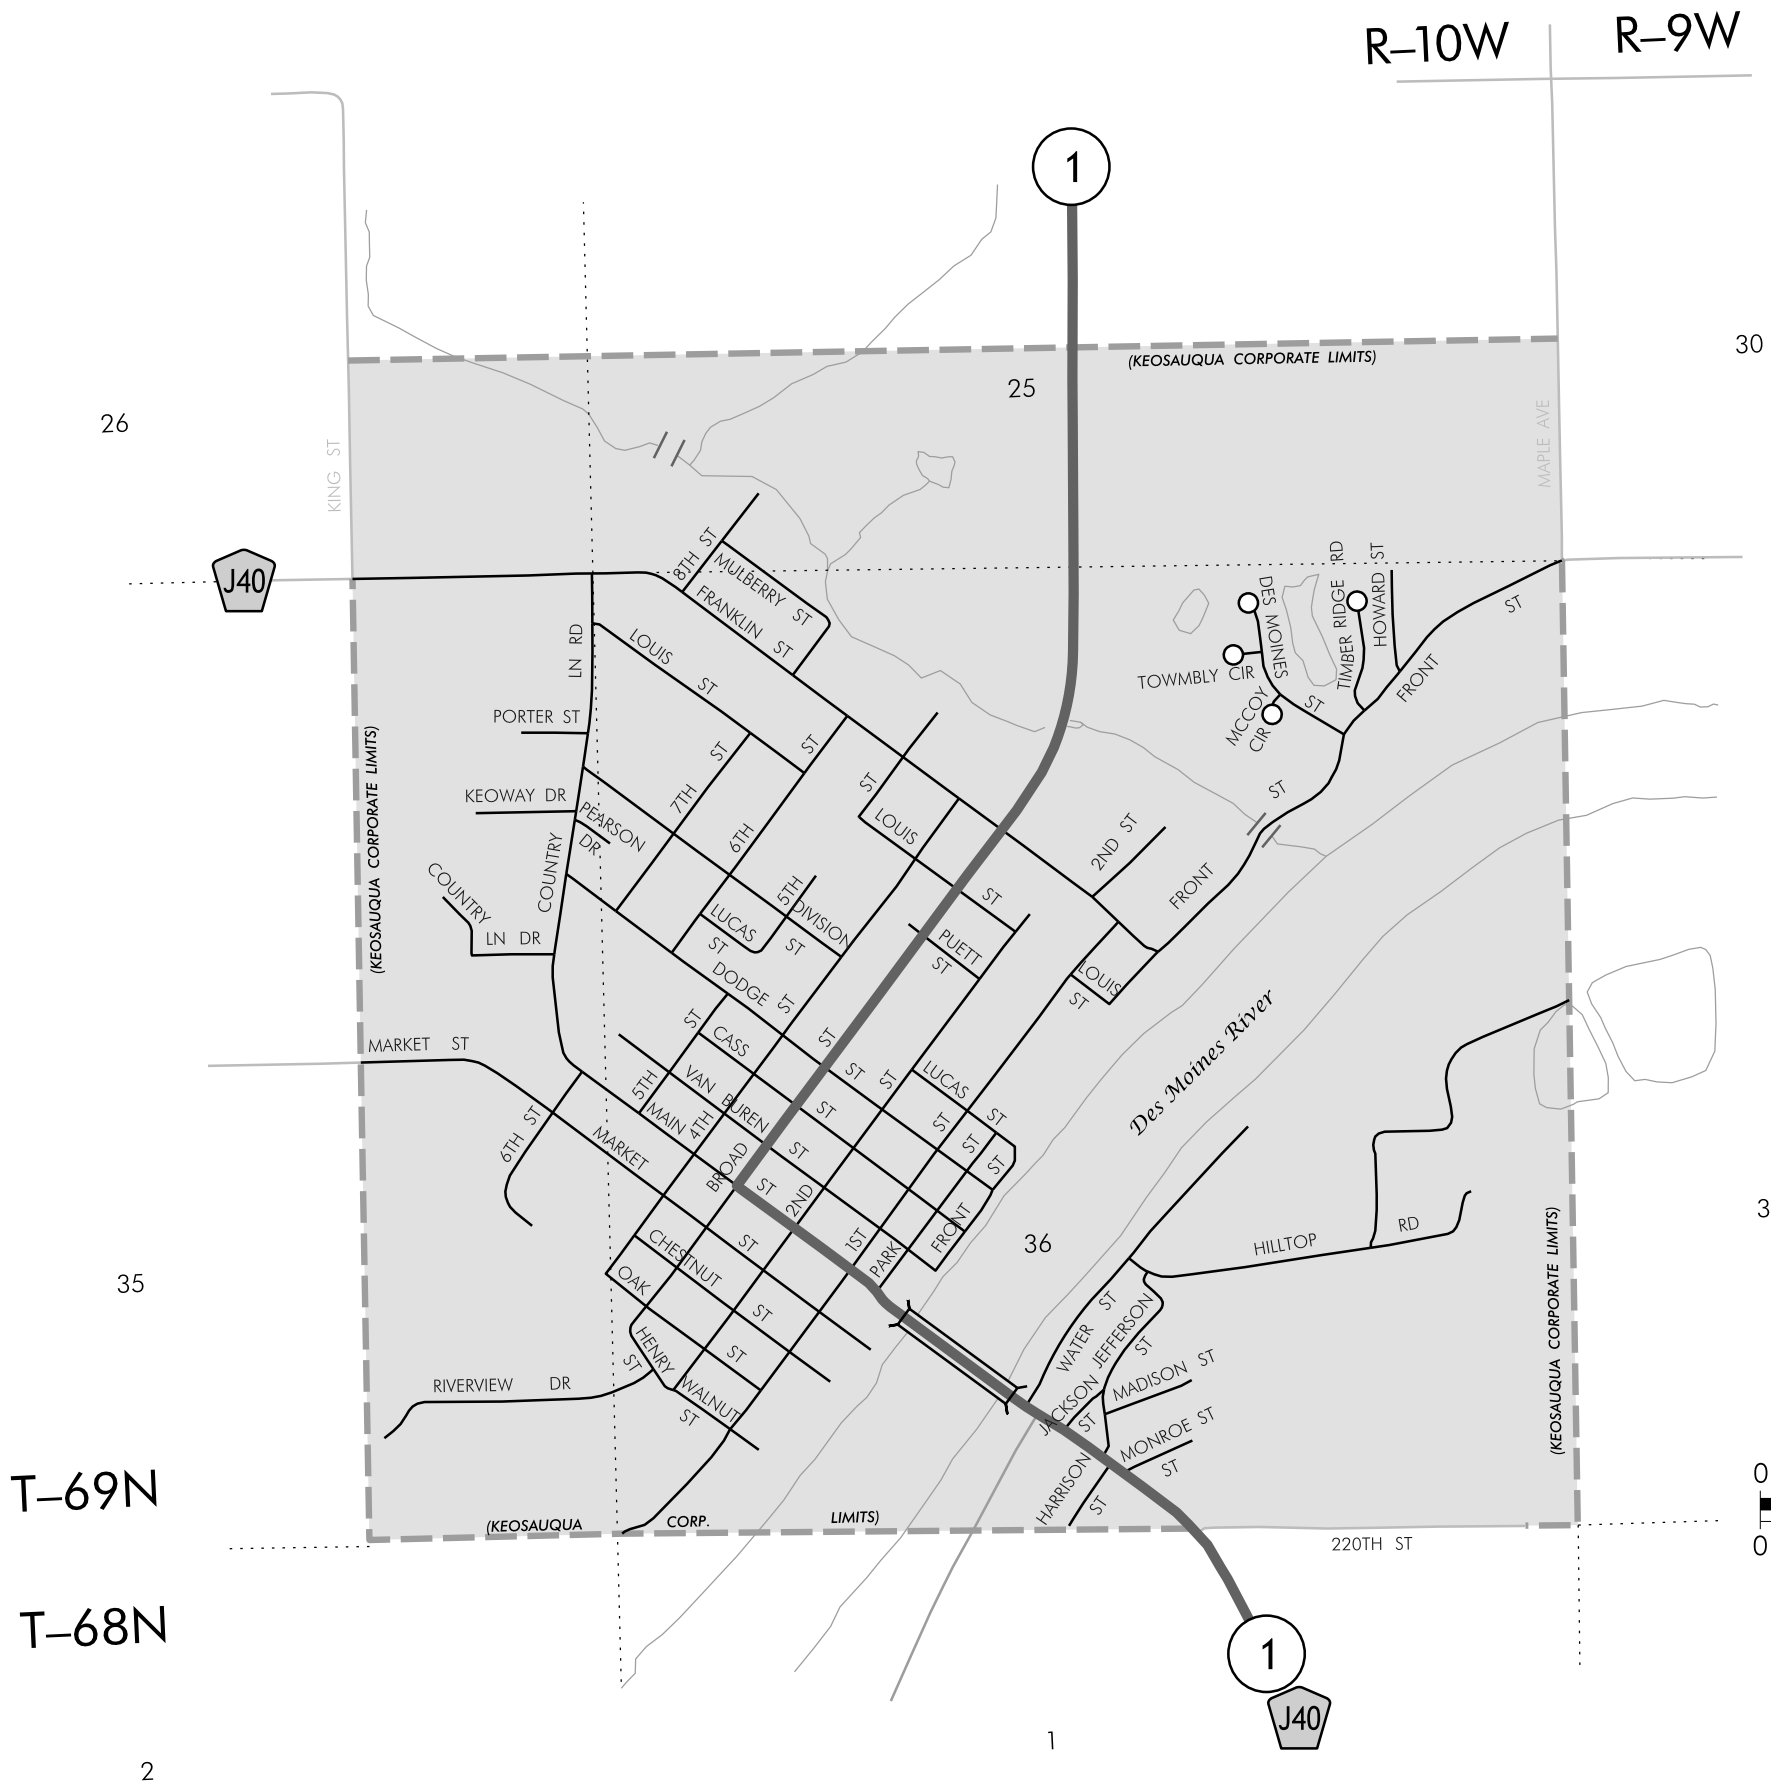 R–10W
R–9W
1
(KEOSAUQUA CORPORATE LIMITS)
30
25
26
KING ST
MAPLE AVE
J40
8TH ST
MULBERRY ST
FRANKLIN ST
DES MOINES ST
TIMBER RIDGE RD
HOWARD ST
FRONT ST
LN RD
LOUIS ST
TOWMBLY CIR
MCCOY CIR
PORTER ST
7TH ST
6TH ST
ST
KEOWAY DR
PEARSON DR
LOUIS ST
2ND ST
FRONT ST
COUNTRY
COUNTRY LN DR
5TH
LUCAS ST
DIVISION ST
PUETT ST
LOUIS ST
(KEOSAUQUA CORPORATE LIMITS)
DODGE ST
Des Moines River
MARKET ST
5TH ST
CASS ST
VAN BUREN ST
MAIN ST
4TH ST
BROAD ST
LUCAS ST
6TH ST
MARKET ST
2ND ST
1ST ST
PARK ST
FRONT ST
36
HILLTOP RD
3
35
CHESTNUT ST
OAK ST
HENRY ST
WALNUT ST
RIVERVIEW DR
WATER ST
JEFFERSON ST
JACKSON ST
MADISON ST
MONROE ST
HARRISON ST
ST
(KEOSAUQUA CORPORATE LIMITS)
T–69N
0
(KEOSAUQUA CORP. LIMITS)
220TH ST
0
T–68N
1
J40
1
2